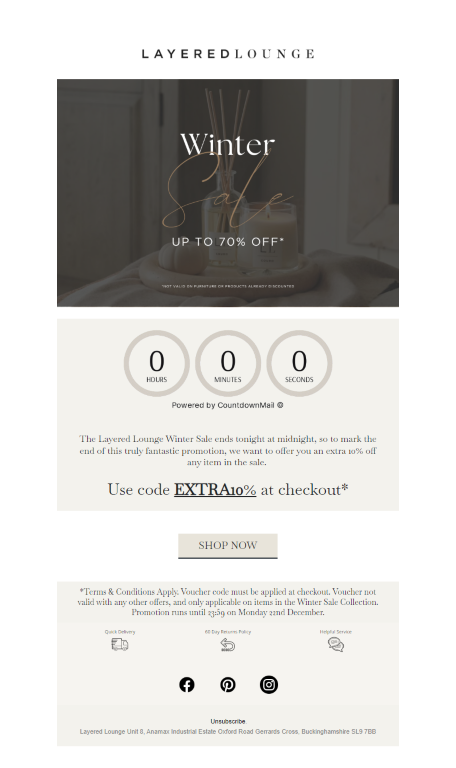 LAYEREDLOUNGE
Winter
Sale
UP TO 70% OFF*
*NOT VALID ON FURNITURE OR PRODUCTS ALREADY DISCOUNTED
0
HOURS
0
MINUTES
0
SECONDS
Powered by CountdownMail ©
The Layered Lounge Winter Sale ends tonight at midnight, so to mark the
end of this truly fantastic promotion, we want to offer you an extra 10% off
any item in the sale.
Use code EXTRA10% at checkout*
SHOP NOW
*Terms & Conditions Apply. Voucher code must be applied at checkout. Voucher not
valid with any other offers, and only applicable on items in the Winter Sale Collection.
Promotion runs until 23:59 on Monday 22nd December.
Quick Delivery
60 Day Returns Policy
Helpful Service
Unsubscribe
Layered Lounge Unit 8, Anamax Industrial Estate Oxford Road Gerrards Cross, Buckinghamshire SL9 7BB